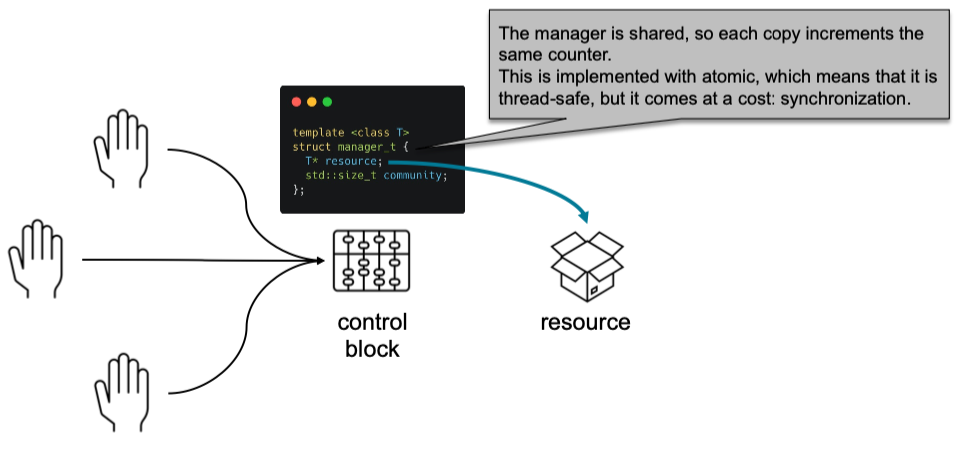 The manager is shared, so each copy increments the
same counter.
This is implemented with atomic, which means that it is
thread-safe, but it comes at a cost: synchronization.
template <class T>
struct manager_t {
  T* resource;
  std::size_t community;
};
control
block
resource